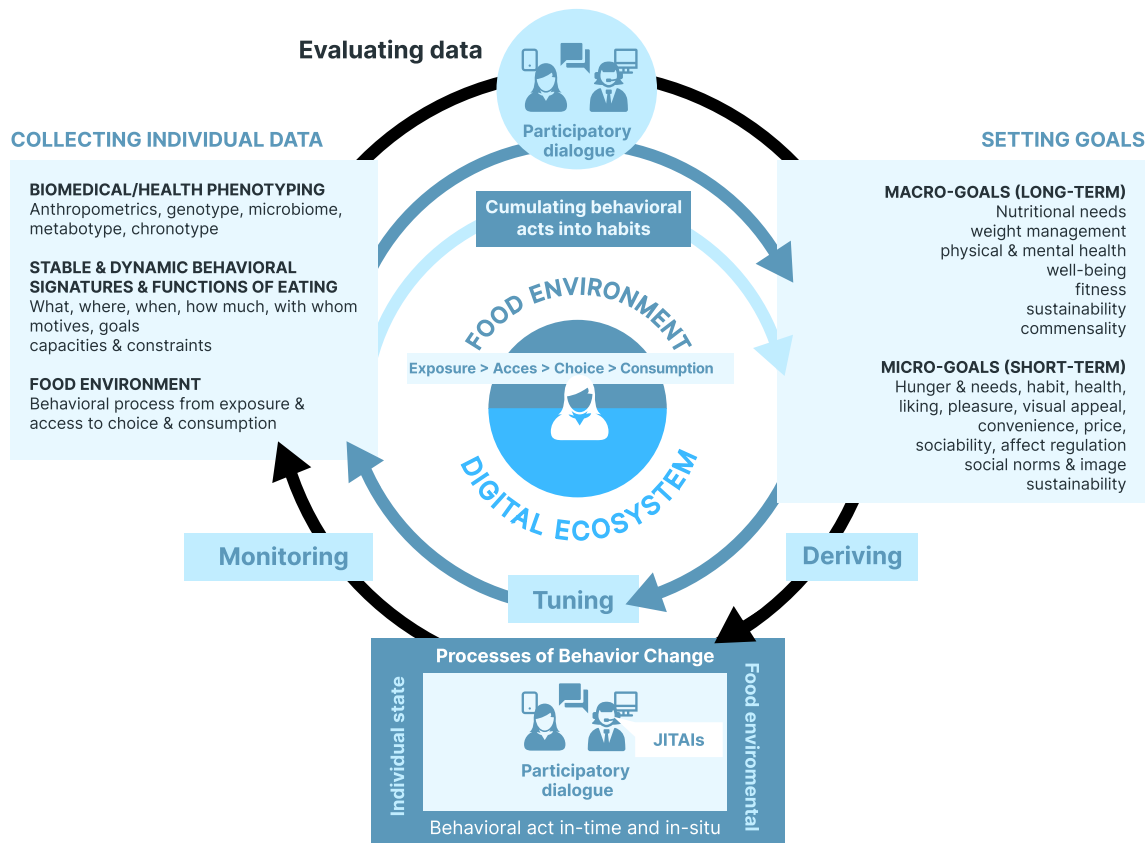 Evaluating data
Participatory
dialogue
COLLECTING INDIVIDUAL DATA
BIOMEDICAL/HEALTH PHENOTYPING
Anthropometrics, genotype, microbiome,
metabotype, chronotype
STABLE & DYNAMIC BEHAVIORAL
SIGNATURES & FUNCTIONS OF EATING
What, where, when, how much, with whom
motives, goals
capacities & constraints
FOOD ENVIRONMENT
Behavioral process from exposure &
access to choice & consumption
Cumulating behavioral
acts into habits
FOOD ENVIRONMENT
Exposure > Acces > Choice > Consumption
DIGITAL ECOSYSTEM
SETTING GOALS
MACRO-GOALS (LONG-TERM)
Nutritional needs
weight management
physical & mental health
well-being
fitness
sustainability
commensality
MICRO-GOALS (SHORT-TERM)
Hunger & needs, habit, health,
liking, pleasure, visual appeal,
convenience, price,
sociability, affect regulation
social norms & image
sustainability
Monitoring
Tuning
Deriving
Processes of Behavior Change
Individual state
Participatory
dialogue
JITAIs
Food enviromental
Behavioral act in-time and in-situ